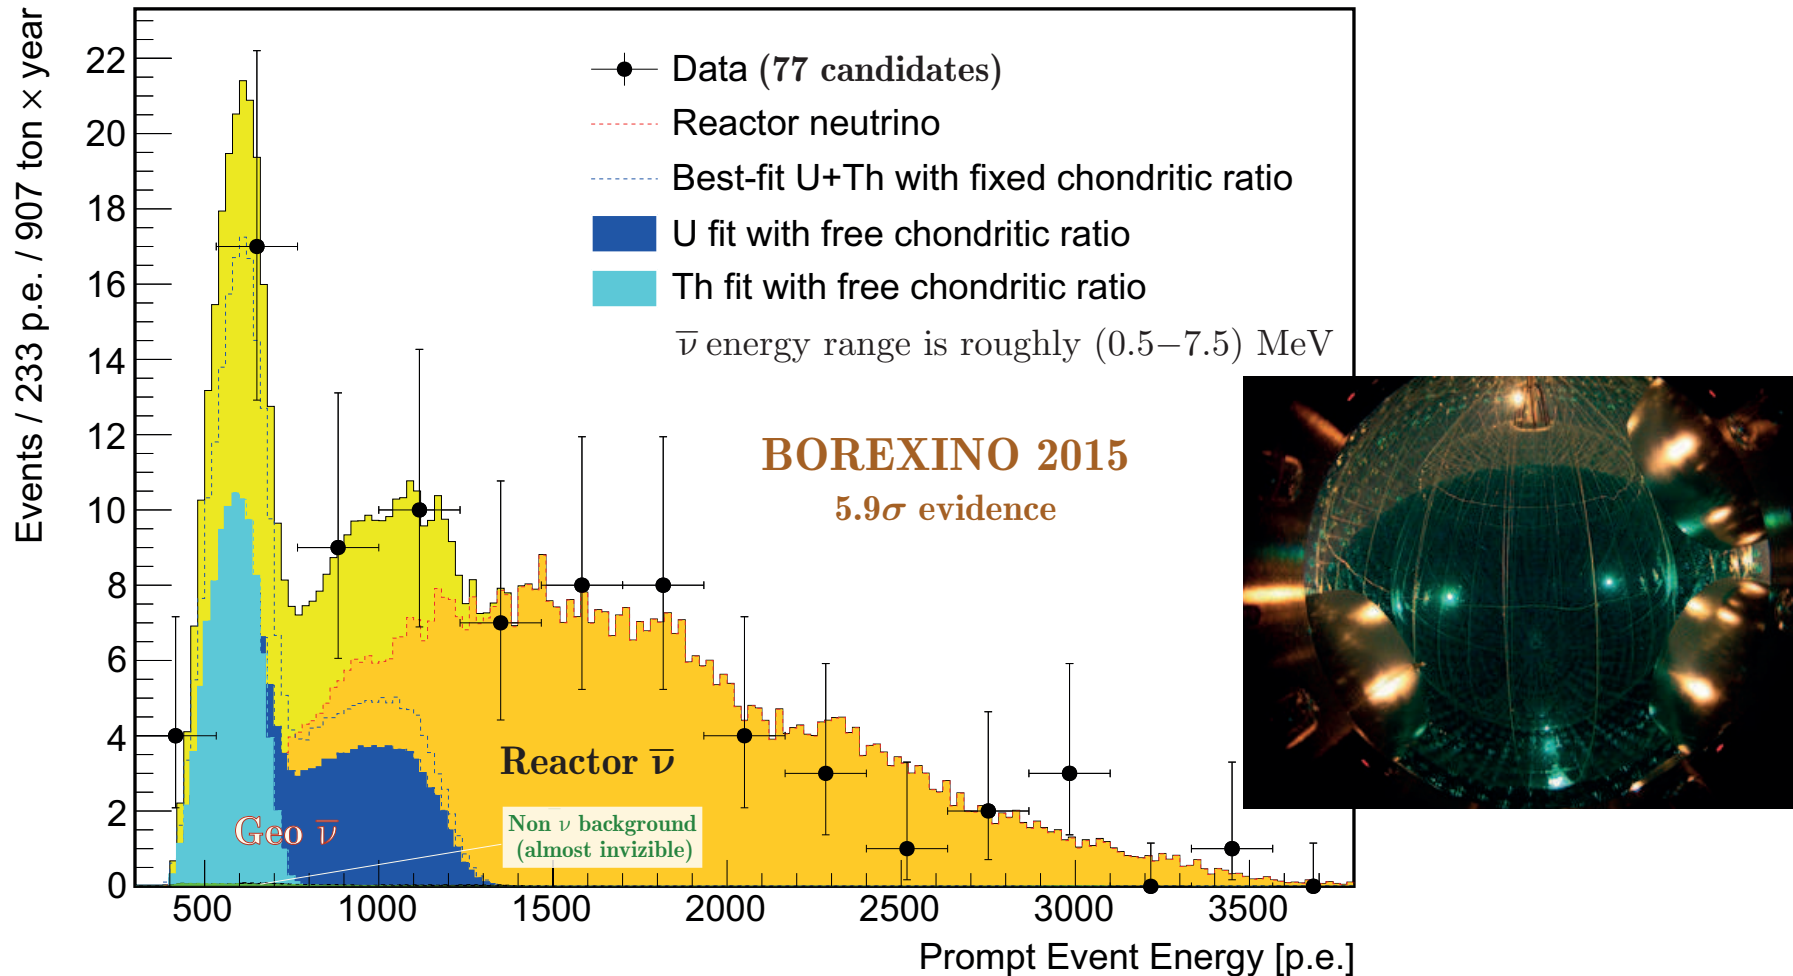 Events / 233 p.e. / 907 ton × year
22
20
18
16
14
12
10
8
6
4
2
0
Data (77 candidates)
Reactor neutrino
Best-fit U+Th with fixed chondritic ratio
U fit with free chondritic ratio
Th fit with free chondritic ratio
ν̅ energy range is roughly (0.5−7.5) MeV
BOREXINO 2015
5.9σ evidence
Reactor ν̅
Geo ν̅
Non ν background
(almost invizible)
500 1000 1500 2000 2500 3000 3500
Prompt Event Energy [p.e.]